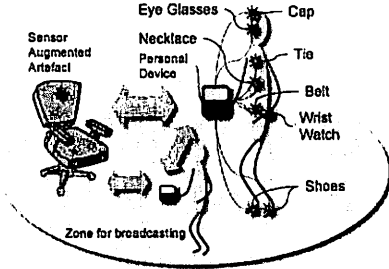 Eye Glasses
Cap
Sensor
Augmented
Artefact
Necklace
Personal
Device
Tie
Belt
Wrist
Watch
Shoes
Zone for broadcasting